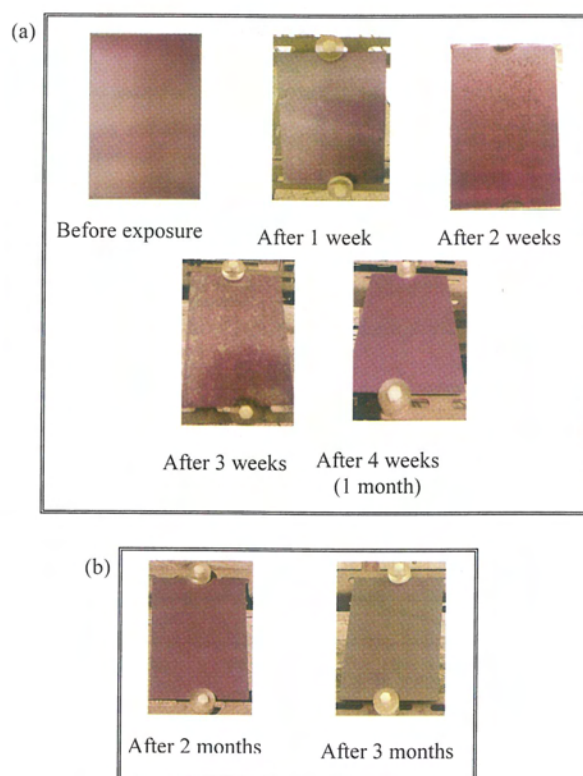 (a)
Before exposure
After 1 week
After 2 weeks
After 3 weeks
After 4 weeks
(1 month)
(b)
After 2 months
After 3 months